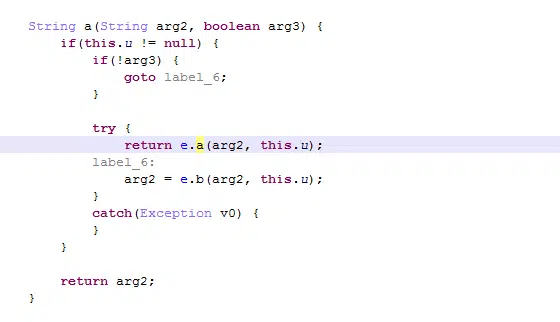 String a(String arg2, boolean arg3) {
if(this.u != null) {
if(!arg3) {
goto label_6;
}
try {
return e.a(arg2, this.u);
label_6:
arg2 = e.b(arg2, this.u);
}
catch(Exception v0) {
}
}
return arg2;
}